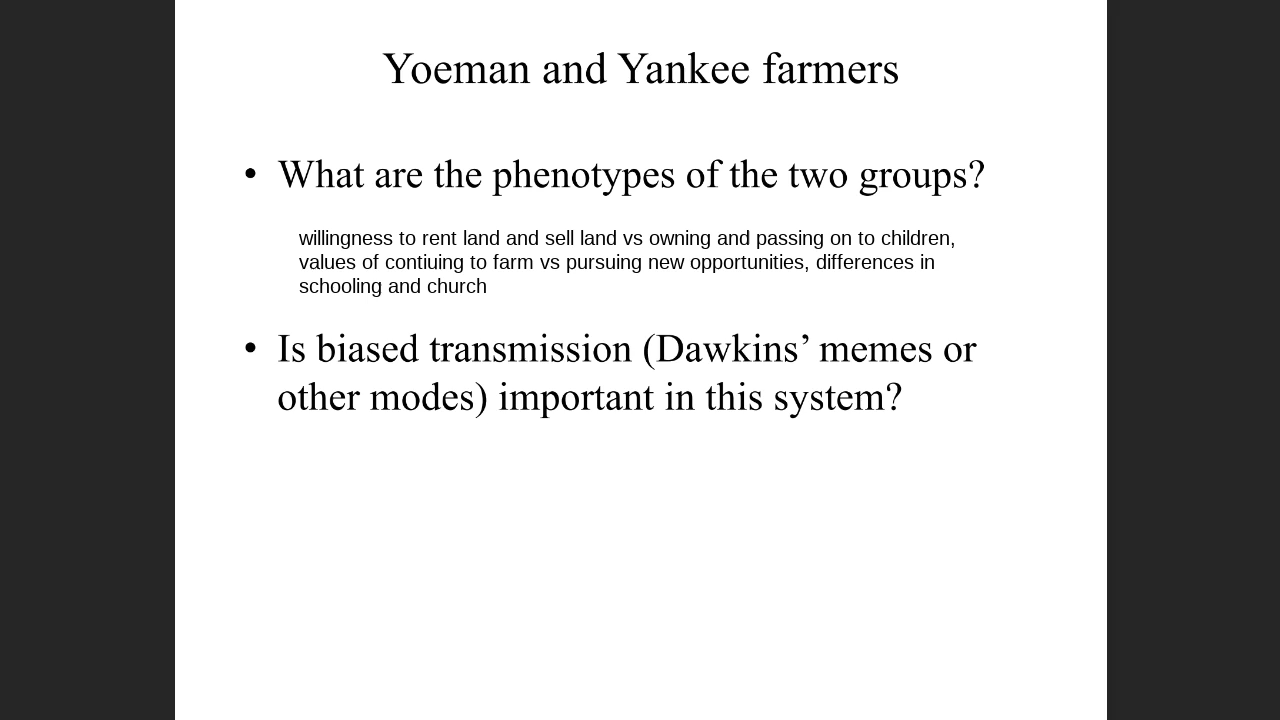 Yoeman and Yankee farmers
• What are the phenotypes of the two groups?
willingness to rent land and sell land vs owning and passing on to children,
values of contiuing to farm vs pursuing new opportunities, differences in
schooling and church
• Is biased transmission (Dawkins’ memes or
other modes) important in this system?